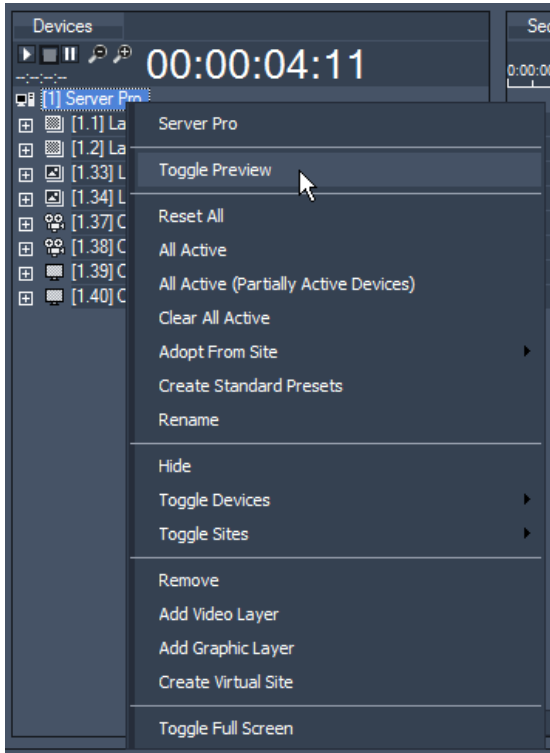 Devices
Se
00:00:04:11
--:--:--:--
0:00:00
[1] Server Pro
[1.1] La
[1.2] La
[1.33] L
[1.34] L
[1.37] C
[1.38] C
[1.39] C
[1.40] C
Server Pro
Toggle Preview
Reset All
All Active
All Active (Partially Active Devices)
Clear All Active
Adopt From Site
Create Standard Presets
Rename
Hide
Toggle Devices
Toggle Sites
Remove
Add Video Layer
Add Graphic Layer
Create Virtual Site
Toggle Full Screen